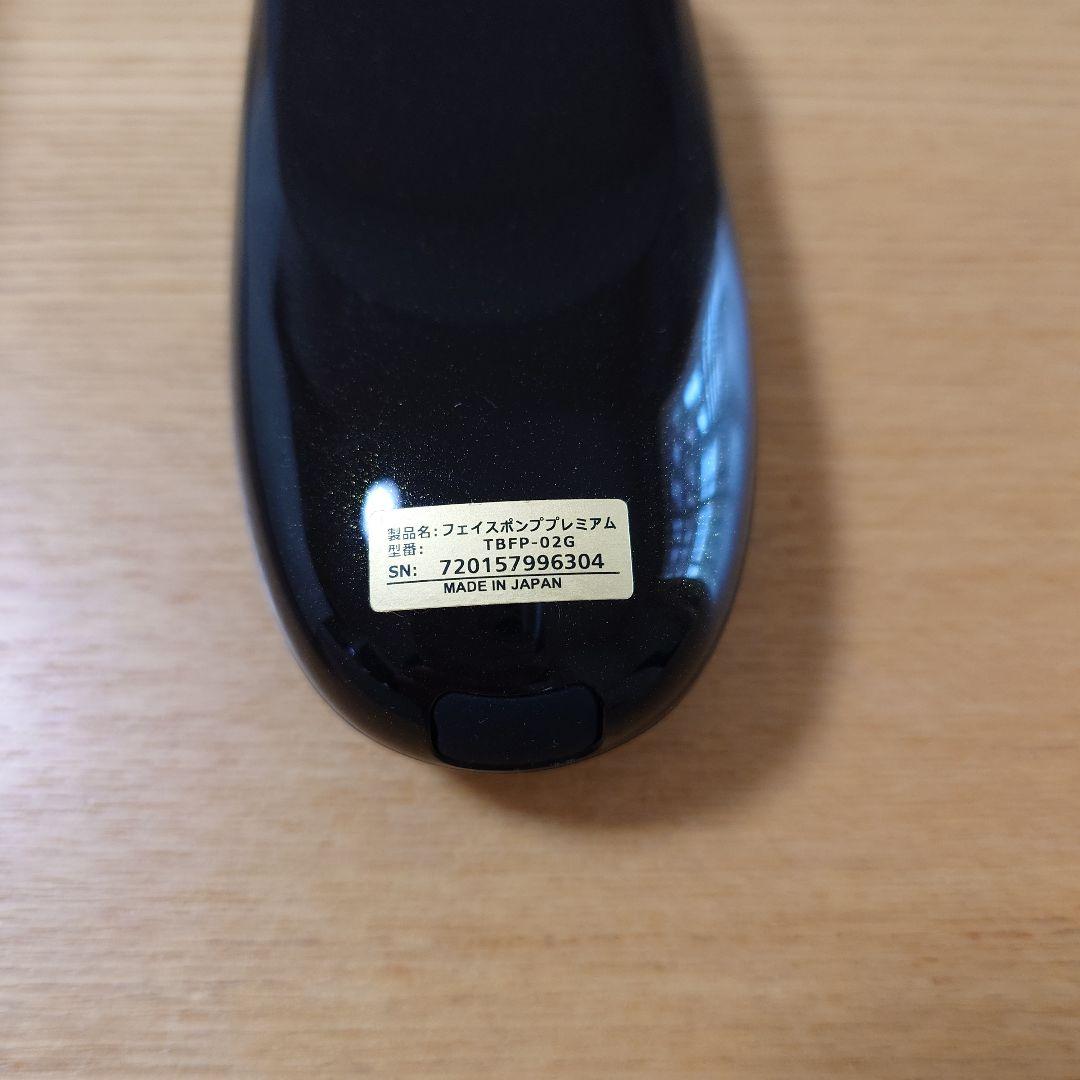 製品名: フェイスポンププレミアム
型番: TBFP-02G
SN: 720157996304
MADE IN JAPAN